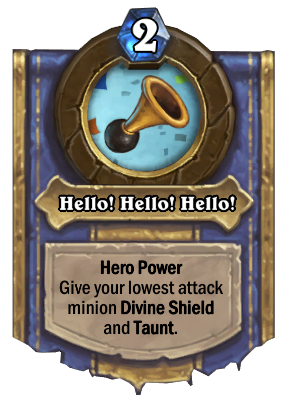 2
Hello! Hello! Hello!
Hero Power
Give your lowest attack
minion Divine Shield
and Taunt.